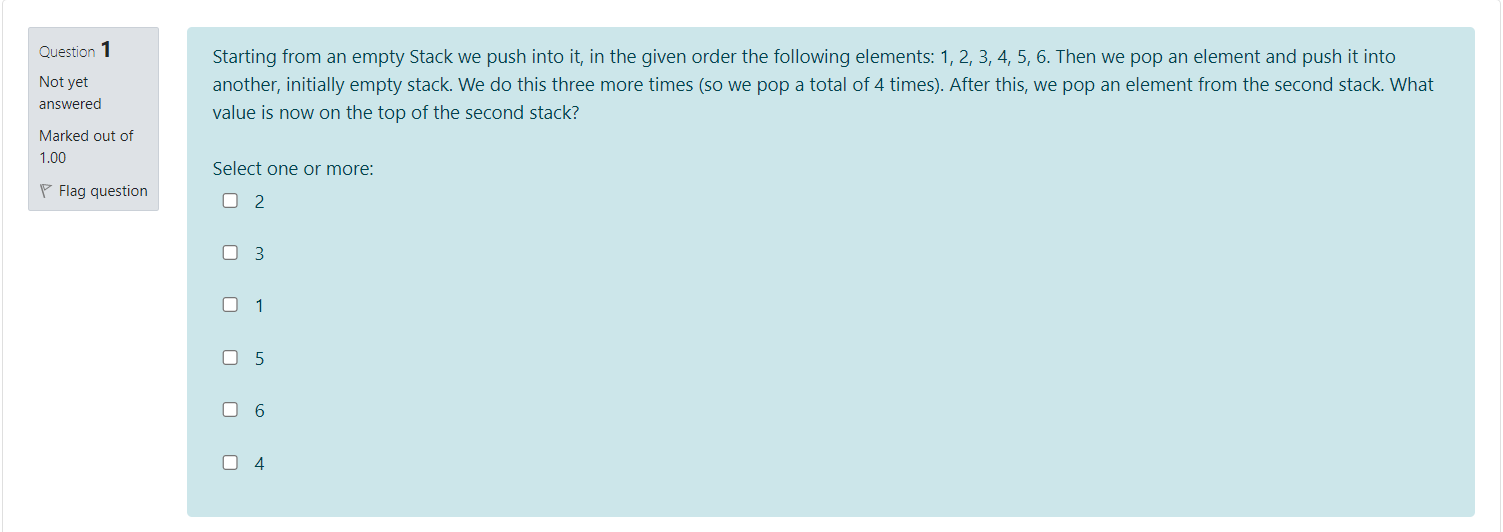 Question 1
Not yet
answered
Marked out of
1.00
Flag question
Starting from an empty Stack we push into it, in the given order the following elements: 1, 2, 3, 4, 5, 6. Then we pop an element and push it into
another, initially empty stack. We do this three more times (so we pop a total of 4 times). After this, we pop an element from the second stack. What
value is now on the top of the second stack?
Select one or more:
2
3
1
5
6
4